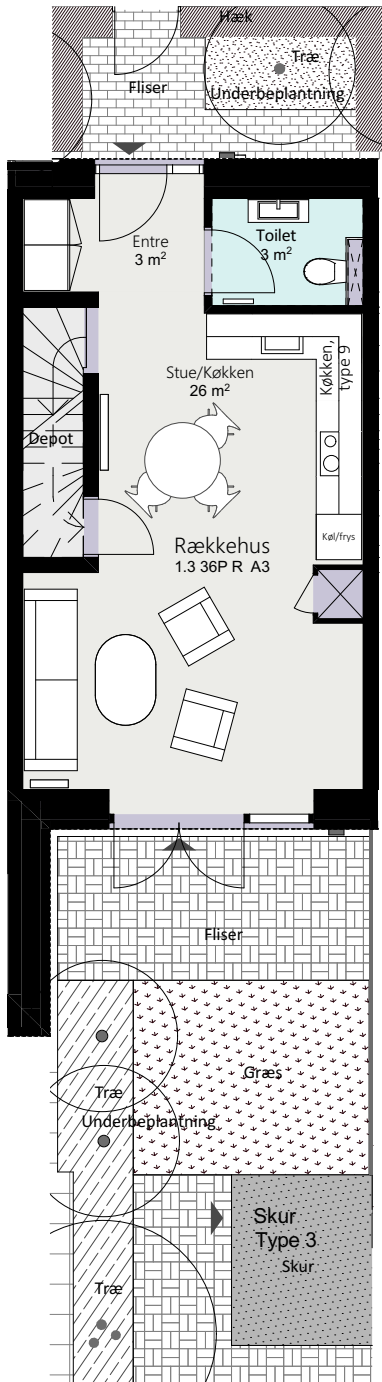 Hæk
Træ
Fliser
Underbeplantning
Entre
3 m²
Toilet
3 m²
Stue/Køkken
26 m²
Køkken,
type 9
Depot
Køl/frys
Rækkehus
1.3 36P R A3
Fliser
Græs
Træ
Underbeplantning
Skur
Type 3
Skur
Træ